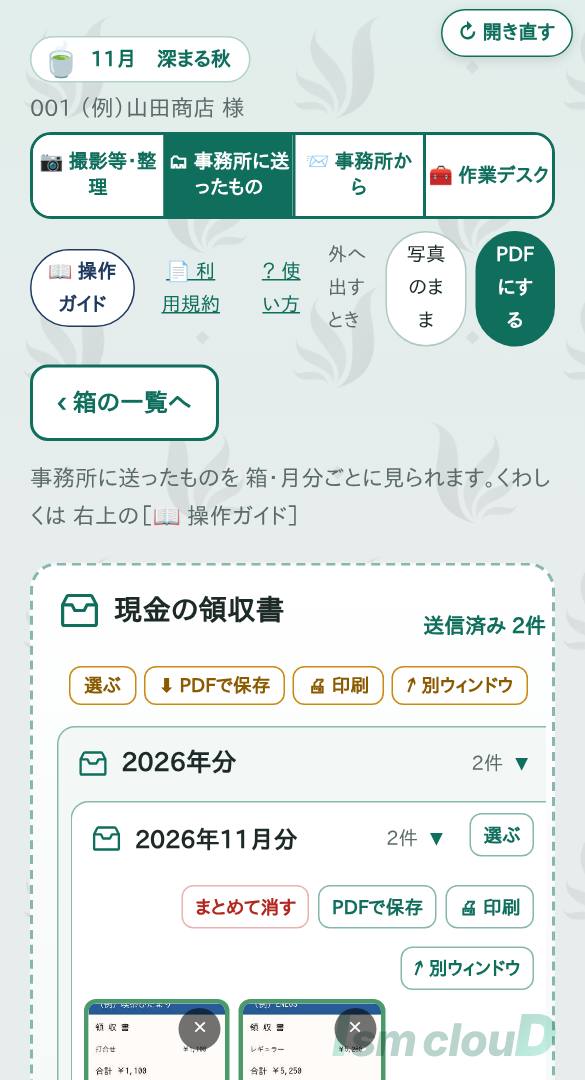 開き直す
11月 深まる秋
001 (例)山田商店 様
撮影等・整
理
事務所に送
ったもの
事務所か
ら
作業デスク
操作
ガイド
利
用規約
? 使
い方
外へ
出す
とき
写真
のま
ま
PDF
にす
る
‹ 箱の一覧へ
事務所に送ったものを 箱・月分ごとに見られます。くわし
くは 右上の[📖 操作ガイド]
現金の領収書
送信済み 2件
選ぶ
⬇ PDFで保存
印刷
↗ 別ウィンドウ
2026年分
2件 ▼
2026年11月分
2件 ▼
選ぶ
まとめて消す
PDFで保存
印刷
↗ 別ウィンドウ
領 収 書
打合せ
合計 ¥1,100
領 収 書
レギュラー
合計 ¥5,250
Ism clouD